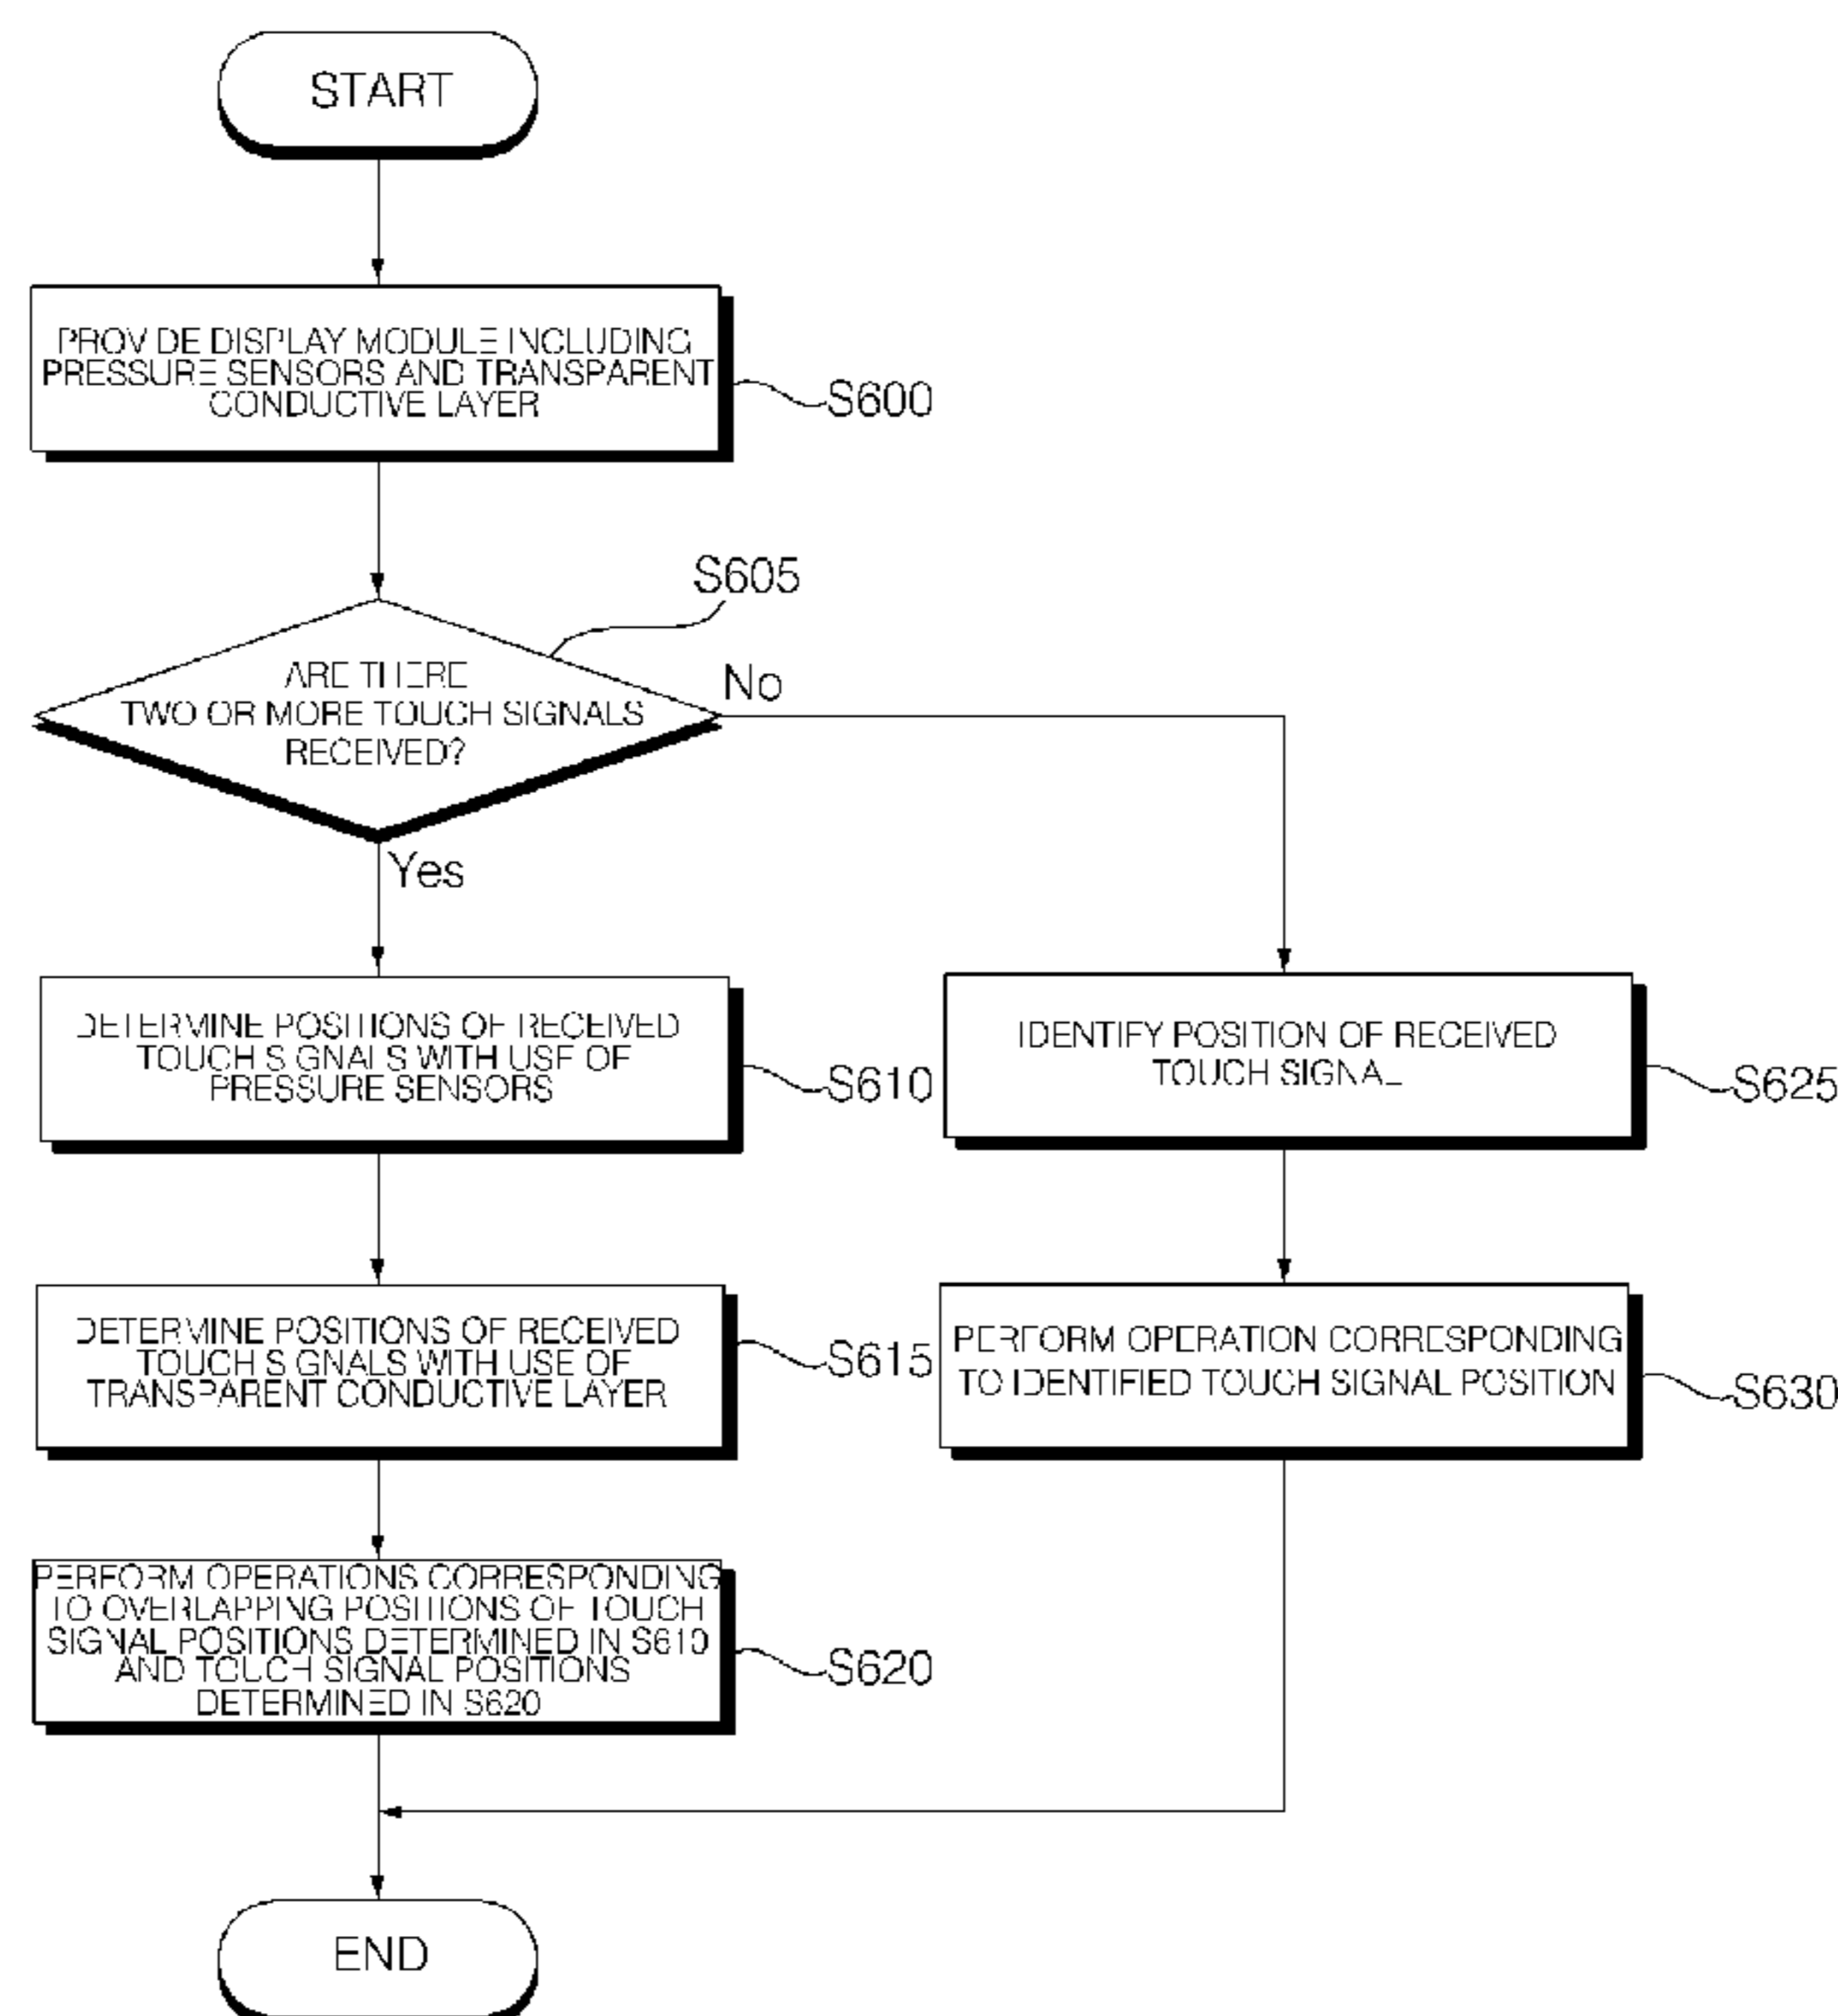 START
PROVIDE DISPLAY MODULE INCLUDING
PRESSURE SENSORS AND TRANSPARENT
CONDUCTIVE LAYER
S600
S605
ARE THERE
TWO OR MORE TOUCH SIGNALS
RECEIVED?
No
Yes
DETERMINE POSITIONS OF RECEIVED
TOUCH SIGNALS WITH USE OF
PRESSURE SENSORS
S610
IDENTIFY POSITION OF RECEIVED
TOUCH SIGNAL
S625
DETERMINE POSITIONS OF RECEIVED
TOUCH SIGNALS WITH USE OF
TRANSPARENT CONDUCTIVE LAYER
S615
PERFORM OPERATION CORRESPONDING
TO IDENTIFIED TOUCH SIGNAL POSITION
S630
PERFORM OPERATIONS CORRESPONDING
TO OVERLAPPING POSITIONS OF TOUCH
SIGNAL POSITIONS DETERMINED IN S610
AND TOUCH SIGNAL POSITIONS
DETERMINED IN S620
S620
END